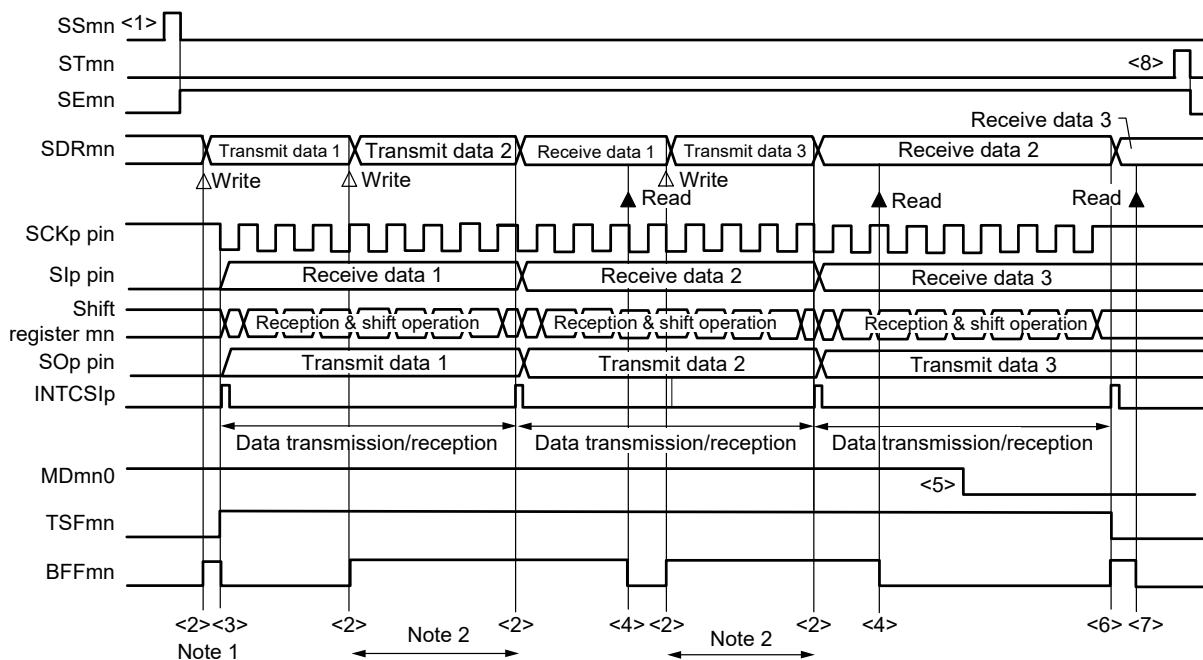 SSmn <1>
STmn <8>
SEmn
Receive data 3
SDRmn Transmit data 1 Transmit data 2 Receive data 1 Transmit data 3 Receive data 2
Write Write Read Write Read Read
SCKp pin
SIp pin Receive data 1 Receive data 2 Receive data 3
Shift
register mn Reception & shift operation Reception & shift operation Reception & shift operation
SOp pin Transmit data 1 Transmit data 2 Transmit data 3
INTCSIp
Data transmission/reception Data transmission/reception Data transmission/reception
MDmn0 <5>
TSFmn
BFFmn
<2> <3> <2> <2> <4> <2> <2> <4> <6> <7>
Note 1 Note 2 Note 2